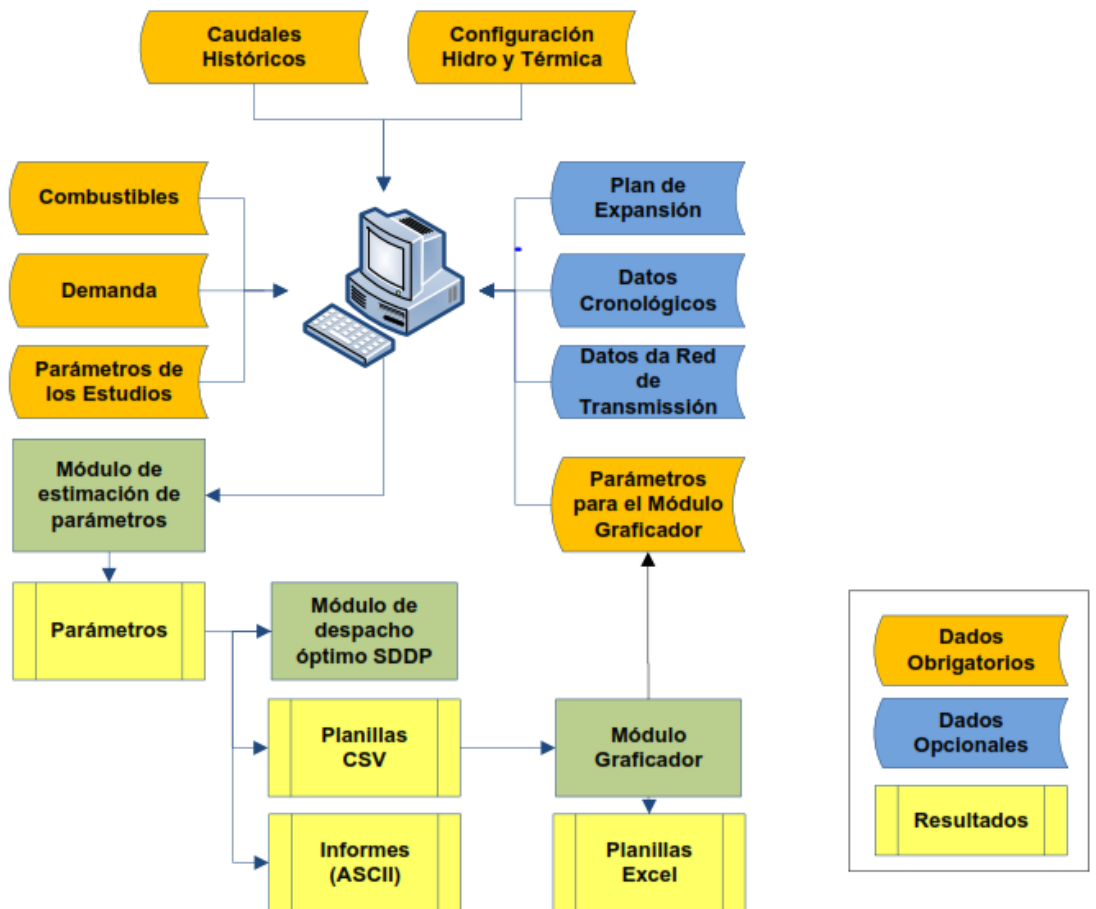 Caudales
Históricos
Configuración
Hidro y Térmica
Combustibles
Demanda
Parámetros de
los Estudios
Plan de
Expansión
Datos
Cronológicos
Datos da Red
de
Transmissión
Parámetros
para el Módulo
Graficador
Módulo de
estimación de
parámetros
Parámetros
Módulo de
despacho
óptimo SDDP
Planillas
CSV
Módulo
Graficador
Informes
(ASCII)
Planillas
Excel
Dados
Obrigatorios
Dados
Opcionales
Resultados